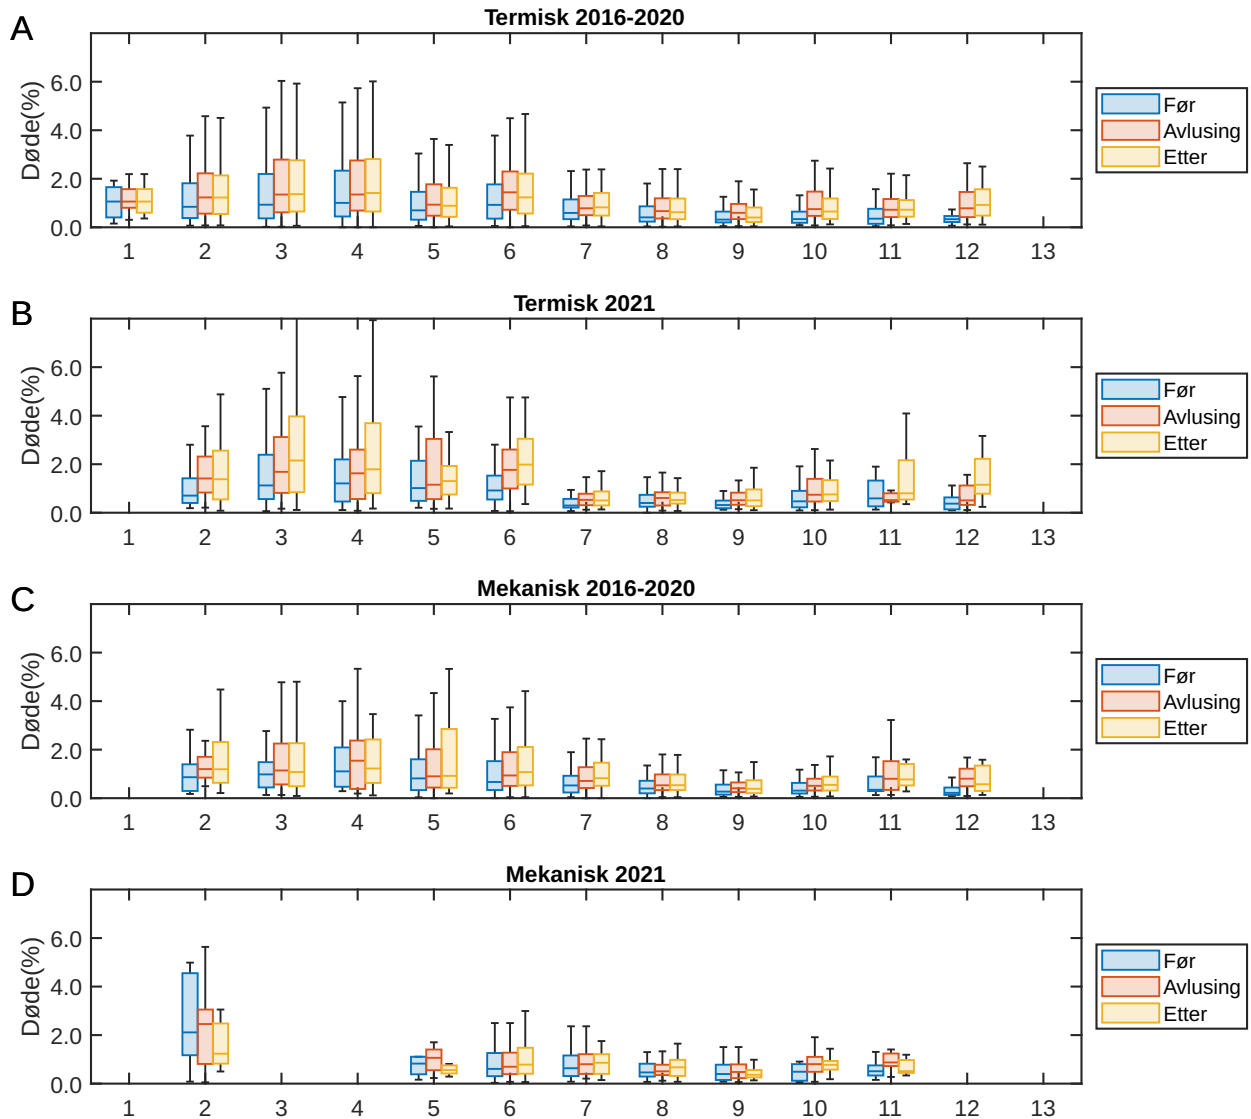 A
Termisk 2016-2020
Døde(%)
6.0
4.0
2.0
0.0
1 2 3 4 5 6 7 8 9 10 11 12 13
Før
Avlusing
Etter
B
Termisk 2021
Døde(%)
6.0
4.0
2.0
0.0
1 2 3 4 5 6 7 8 9 10 11 12 13
Før
Avlusing
Etter
C
Mekanisk 2016-2020
Døde(%)
6.0
4.0
2.0
0.0
1 2 3 4 5 6 7 8 9 10 11 12 13
Før
Avlusing
Etter
D
Mekanisk 2021
Døde(%)
6.0
4.0
2.0
0.0
1 2 3 4 5 6 7 8 9 10 11 12 13
Før
Avlusing
Etter